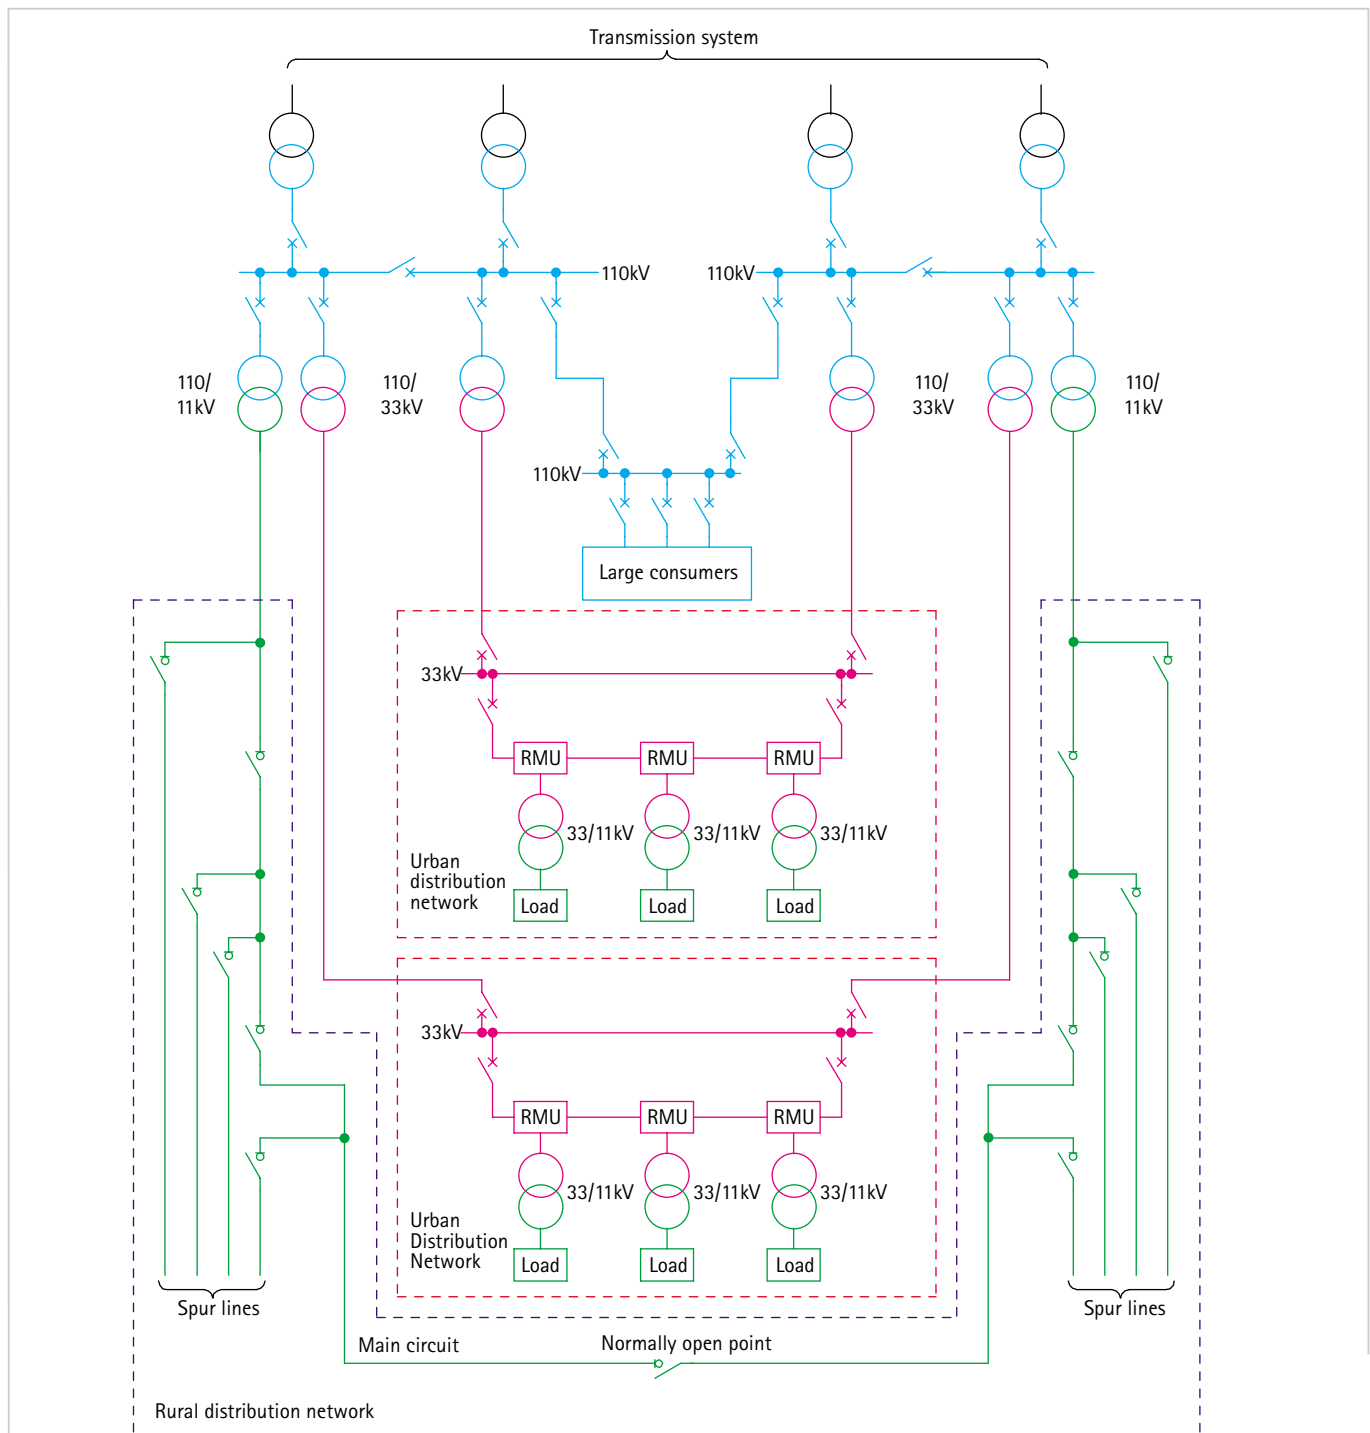 Transmission system
110kV
110kV
110/
11kV
110/
33kV
110/
33kV
110/
11kV
110kV
Large consumers
33kV
RMU
RMU
RMU
33/11kV
33/11kV
33/11kV
Urban
distribution
network
Load
Load
Load
33kV
RMU
RMU
RMU
33/11kV
33/11kV
33/11kV
Urban
Distribution
Network
Load
Load
Load
Spur lines
Spur lines
Main circuit
Normally open point
Rural distribution network